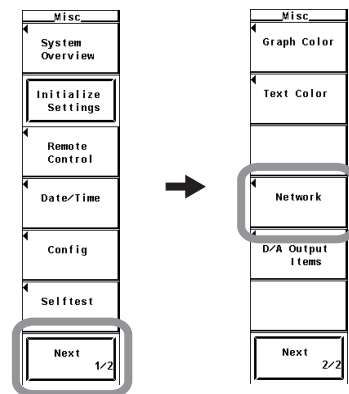 Misc
System
Overview
Initialize
Settings
Remote
Control
Date/Time
Config
Selftest
Next
1/2
Misc
Graph Color
Text Color
Network
D/A Output
Items
Next
2/2